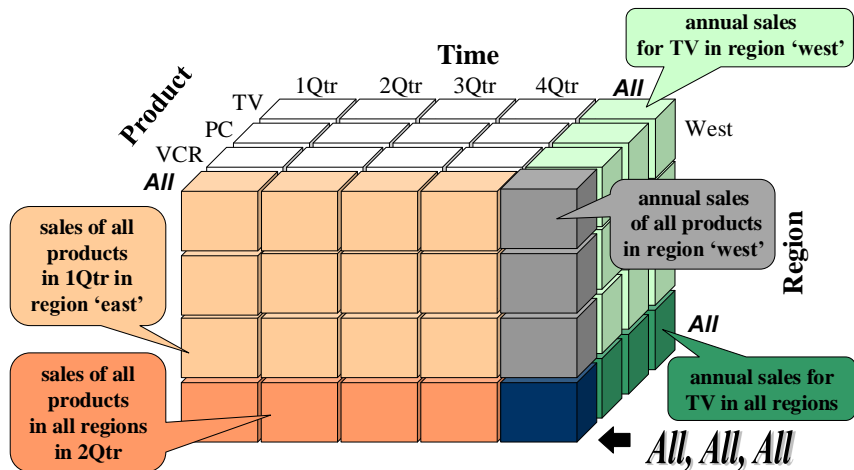 annual sales
for TV in region ‘west’
Time
Product
1Qtr
2Qtr
3Qtr
4Qtr
All
TV
PC
VCR
All
West
annual sales
of all products
in region ‘west’
Region
sales of all
products
in 1Qtr in
region ‘east’
All
sales of all
products
in all regions
in 2Qtr
annual sales for
TV in all regions
All, All, All